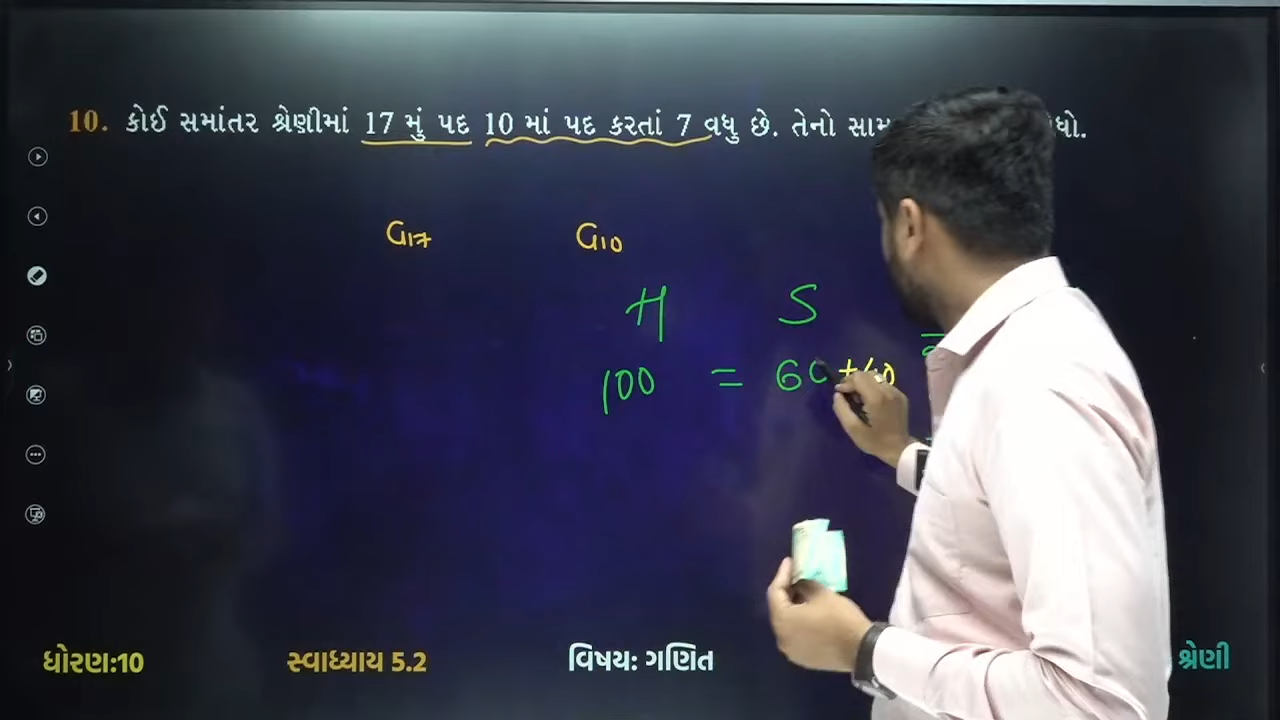 10. કોઈ સમાંતર શ્રેણીમાં 17 મું પદ 10 માં પદ કરતાં 7 વધુ છે. તેનો
a17 a10
H S
100 = 60 + 40
ધોરણ:10 સ્વાધ્યાય 5.2 વિષય: ગણિત શ્રેણી